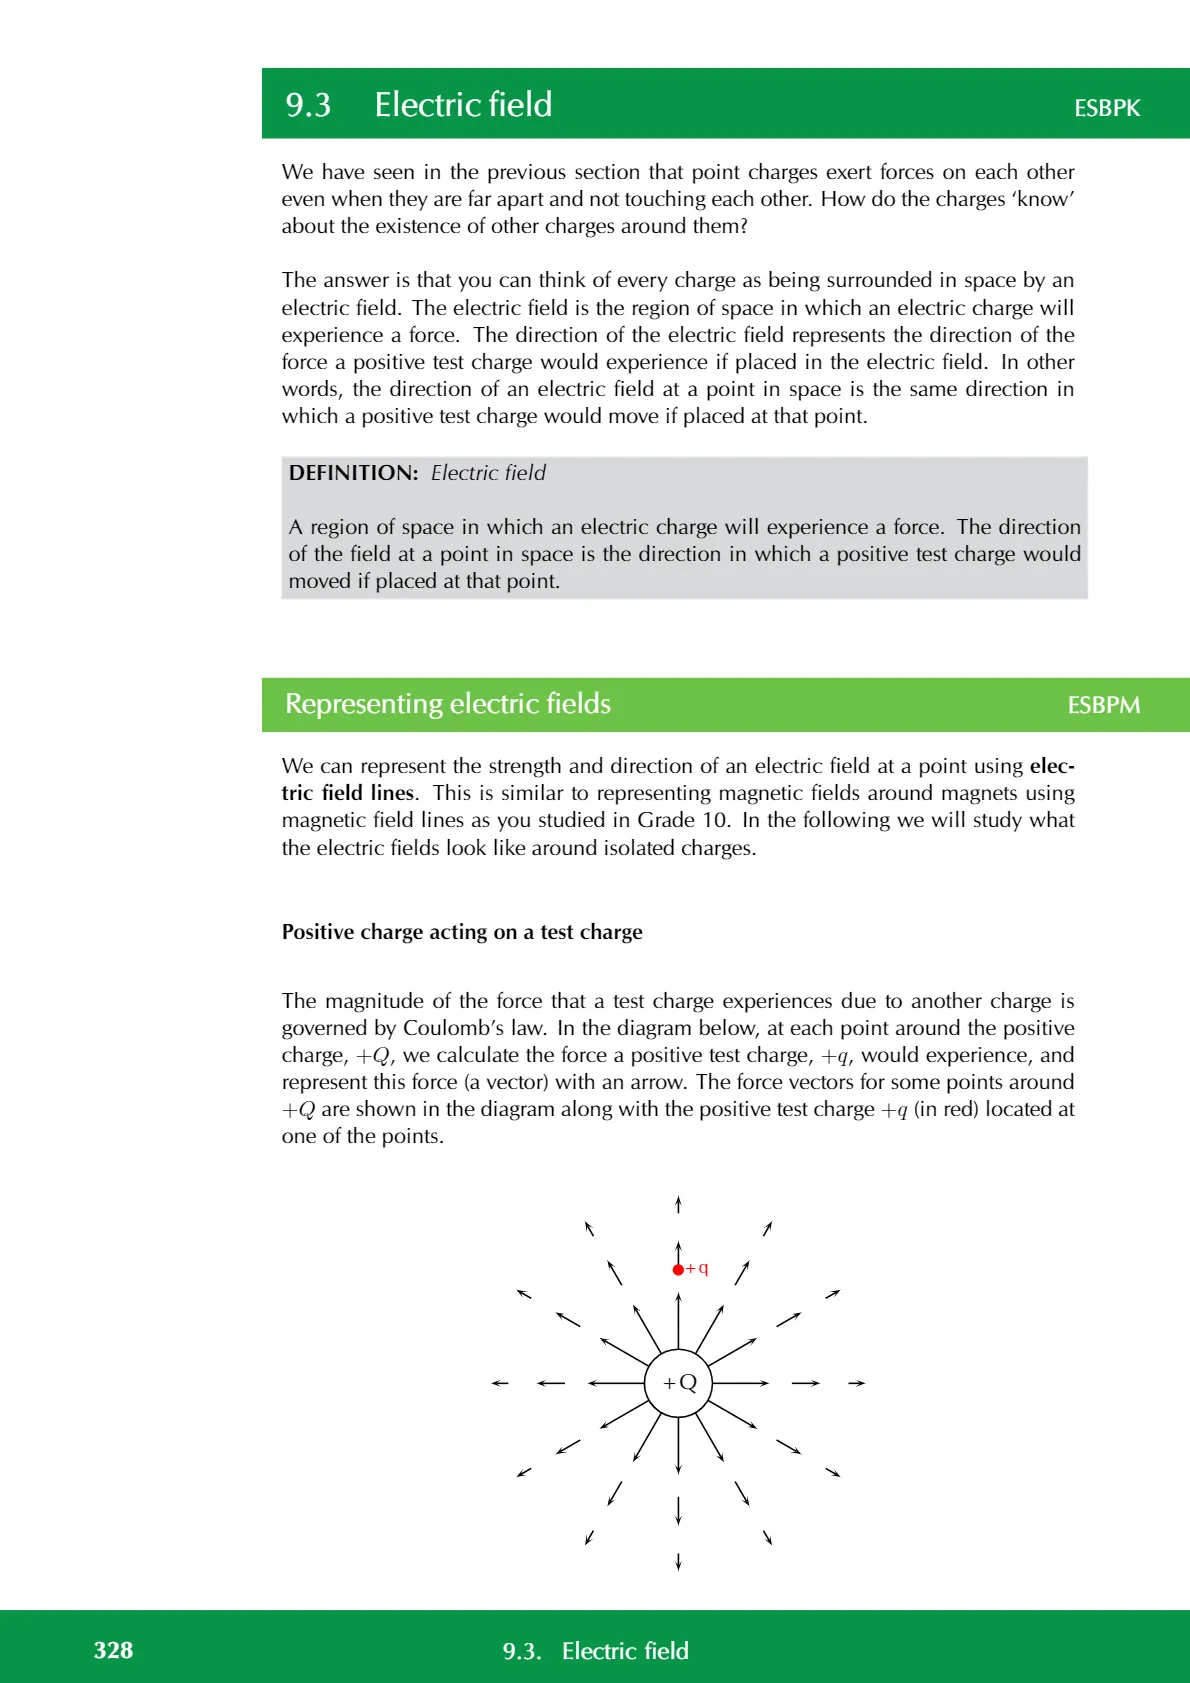 9.3 Electric field ESBPK
We have seen in the previous section that point charges exert forces on each other
even when they are far apart and not touching each other. How do the charges ‘know’
about the existence of other charges around them?
The answer is that you can think of every charge as being surrounded in space by an
electric field. The electric field is the region of space in which an electric charge will
experience a force. The direction of the electric field represents the direction of the
force a positive test charge would experience if placed in the electric field. In other
words, the direction of an electric field at a point in space is the same direction in
which a positive test charge would move if placed at that point.
DEFINITION: Electric field
A region of space in which an electric charge will experience a force. The direction
of the field at a point in space is the direction in which a positive test charge would
moved if placed at that point.
Representing electric fields ESBPM
We can represent the strength and direction of an electric field at a point using elec-
tric field lines. This is similar to representing magnetic fields around magnets using
magnetic field lines as you studied in Grade 10. In the following we will study what
the electric fields look like around isolated charges.
Positive charge acting on a test charge
The magnitude of the force that a test charge experiences due to another charge is
governed by Coulomb’s law. In the diagram below, at each point around the positive
charge, +Q, we calculate the force a positive test charge, +q, would experience, and
represent this force (a vector) with an arrow. The force vectors for some points around
+Q are shown in the diagram along with the positive test charge +q (in red) located at
one of the points.
+q
+Q
328 9.3. Electric field